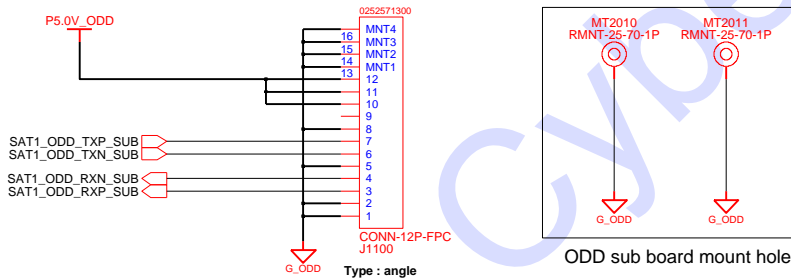 0252571300
P5.0V_ODD
MNT4
16 MNT3
15 MNT2
14 MNT1
13
12
11
10
9
8
SAT1_ODD_TXP_SUB 7
SAT1_ODD_TXN_SUB 6
5
SAT1_ODD_RXN_SUB 4
SAT1_ODD_RXP_SUB 3
2
1
CONN-12P-FPC
J1100
G_ODD
Type : angle
MT2010
RMNT-25-70-1P
MT2011
RMNT-25-70-1P
G_ODD
G_ODD
ODD sub board mount hole
Cybe